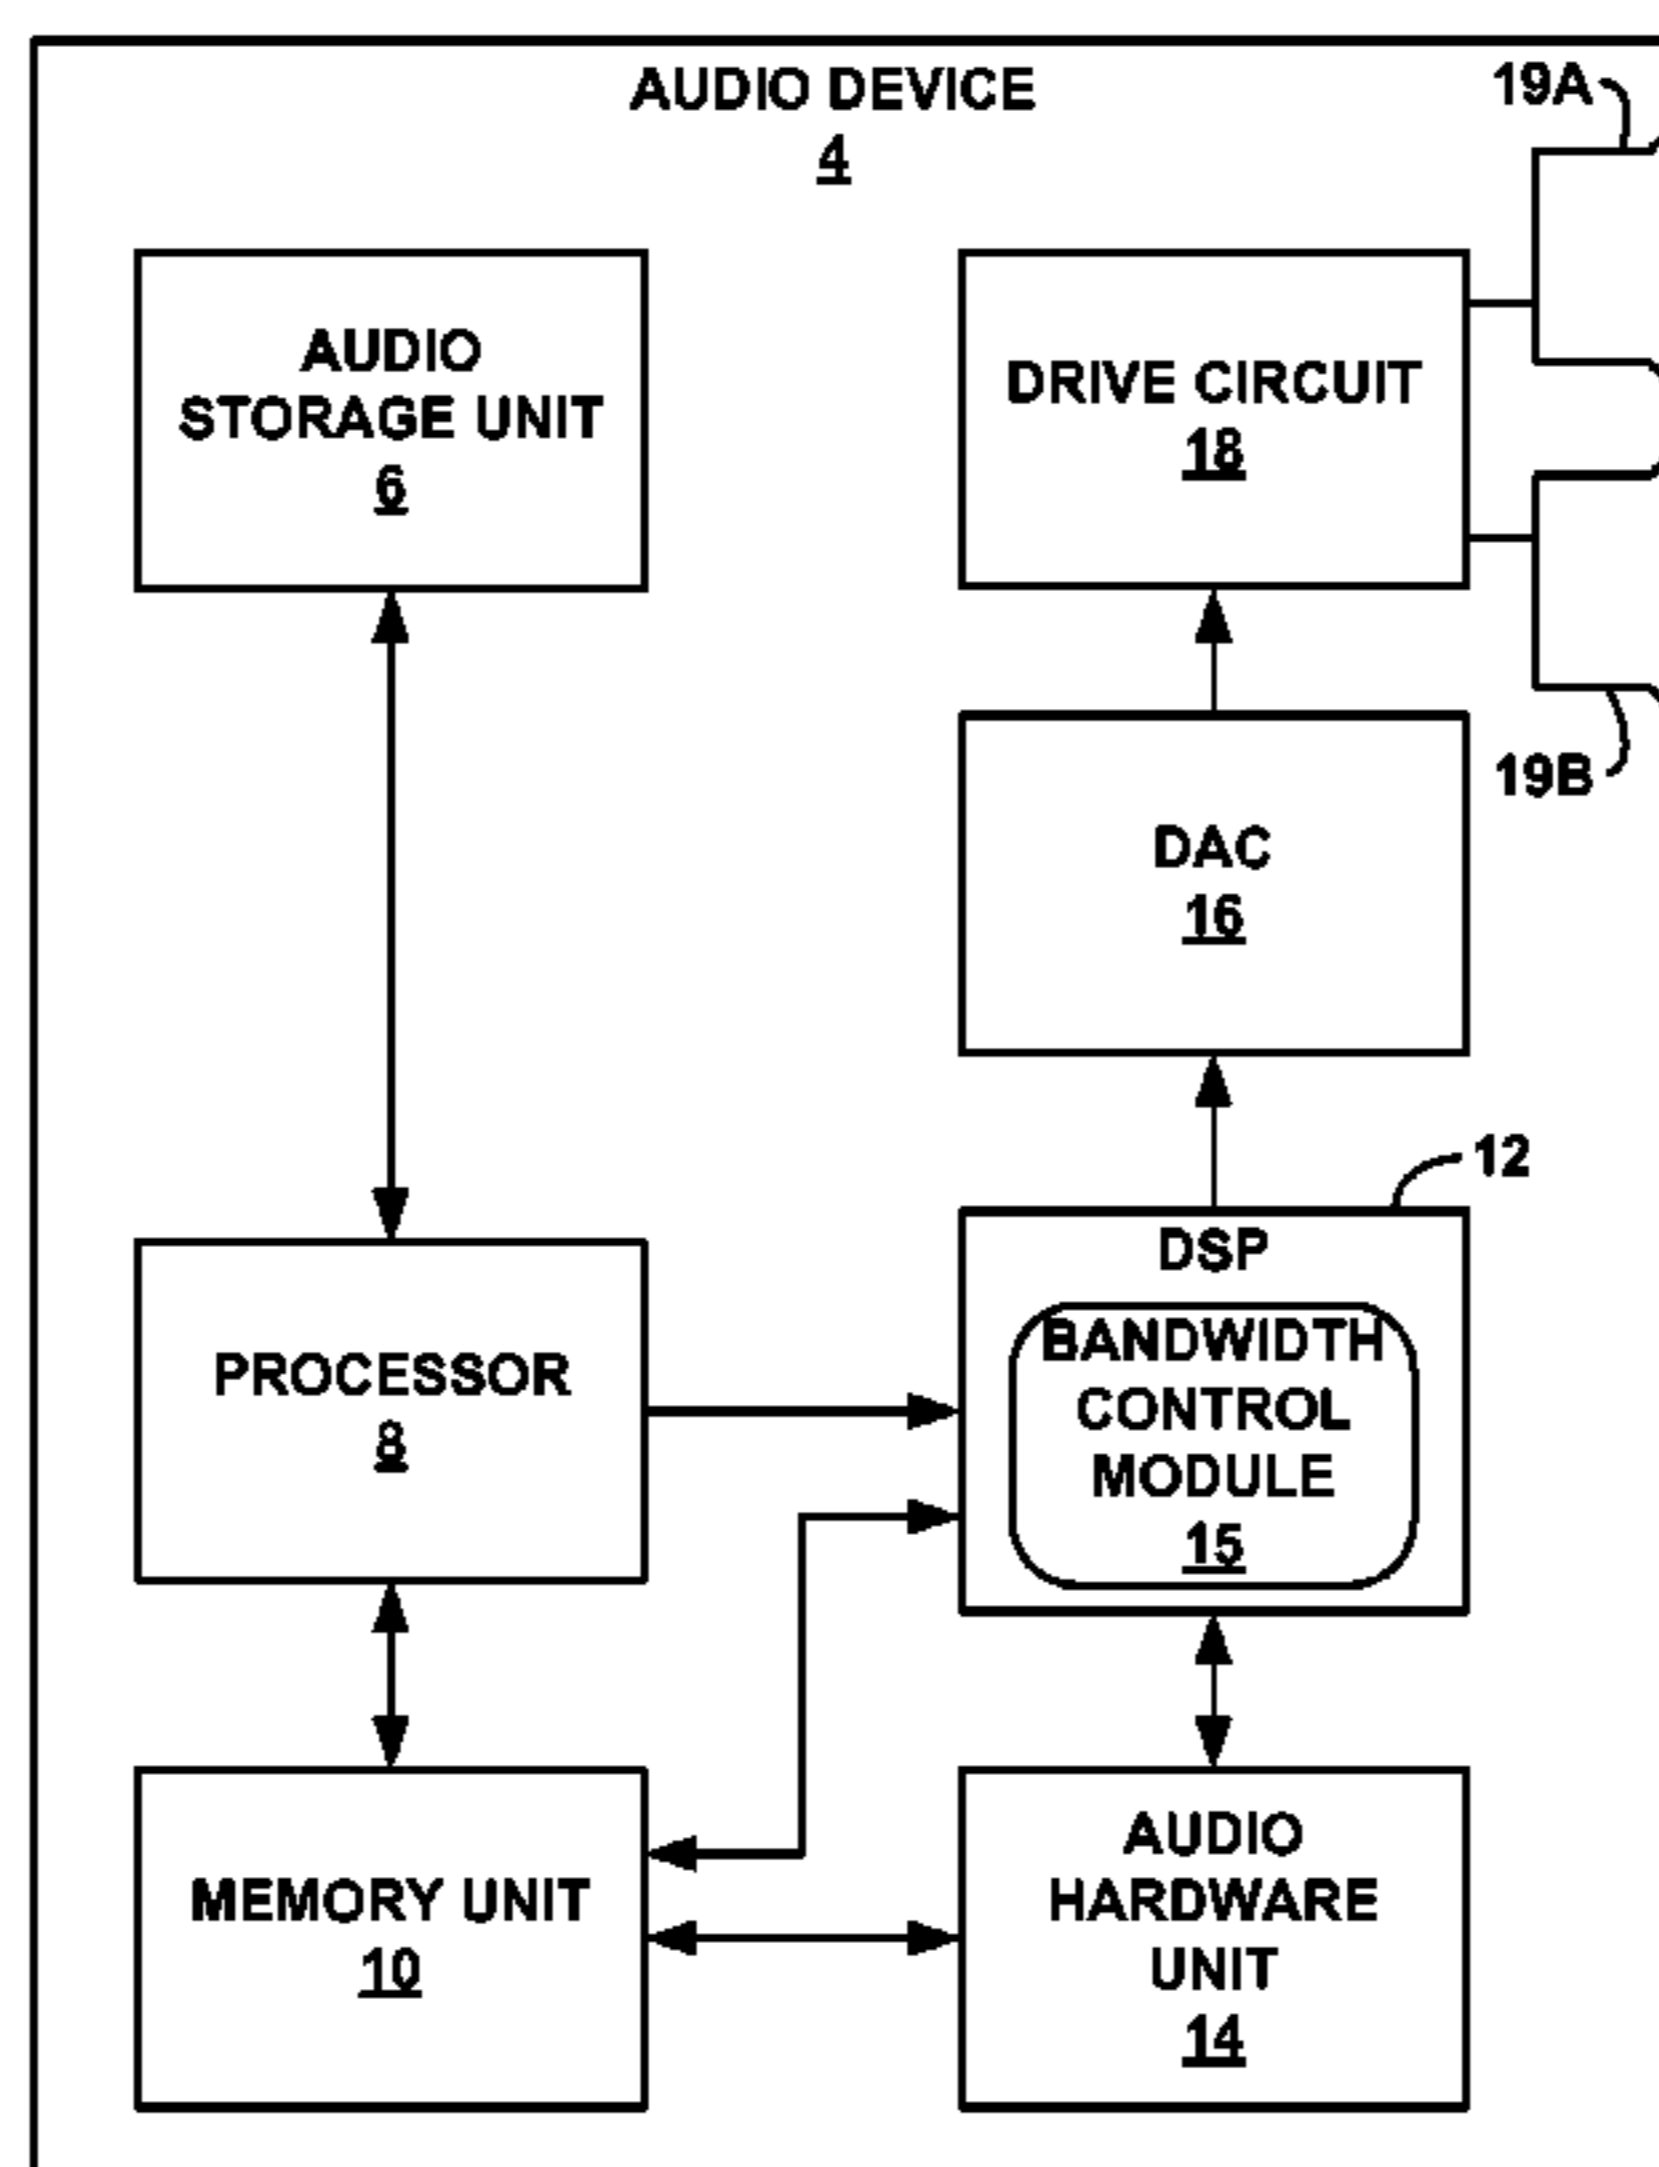 AUDIO DEVICE
4
19A
AUDIO
STORAGE UNIT
6
DRIVE CIRCUIT
18
19B
DAC
16
12
DSP
BANDWIDTH
CONTROL
MODULE
15
PROCESSOR
8
MEMORY UNIT
10
AUDIO
HARDWARE
UNIT
14